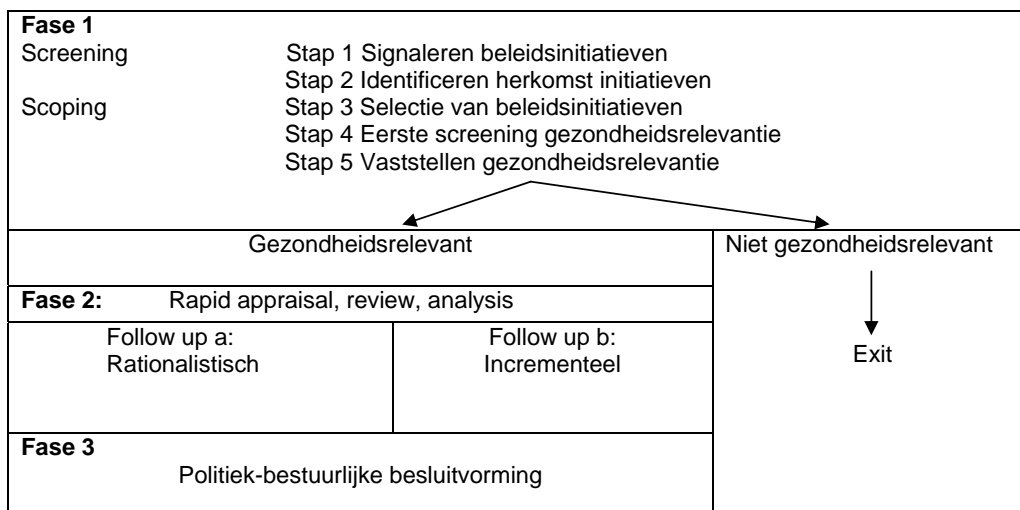 Fase 1
Screening Stap 1 Signaleren beleidsinitiatieven
Stap 2 Identificeren herkomst initiatieven
Scoping Stap 3 Selectie van beleidsinitiatieven
Stap 4 Eerste screening gezondheidsrelevantie
Stap 5 Vaststellen gezondheidsrelevantie
Gezondheidsrelevant
Niet gezondheidsrelevant
Exit
Fase 2: Rapid appraisal, review, analysis
Follow up a:
Rationalistisch
Follow up b:
Incrementeel
Fase 3
Politiek-bestuurlijke besluitvorming